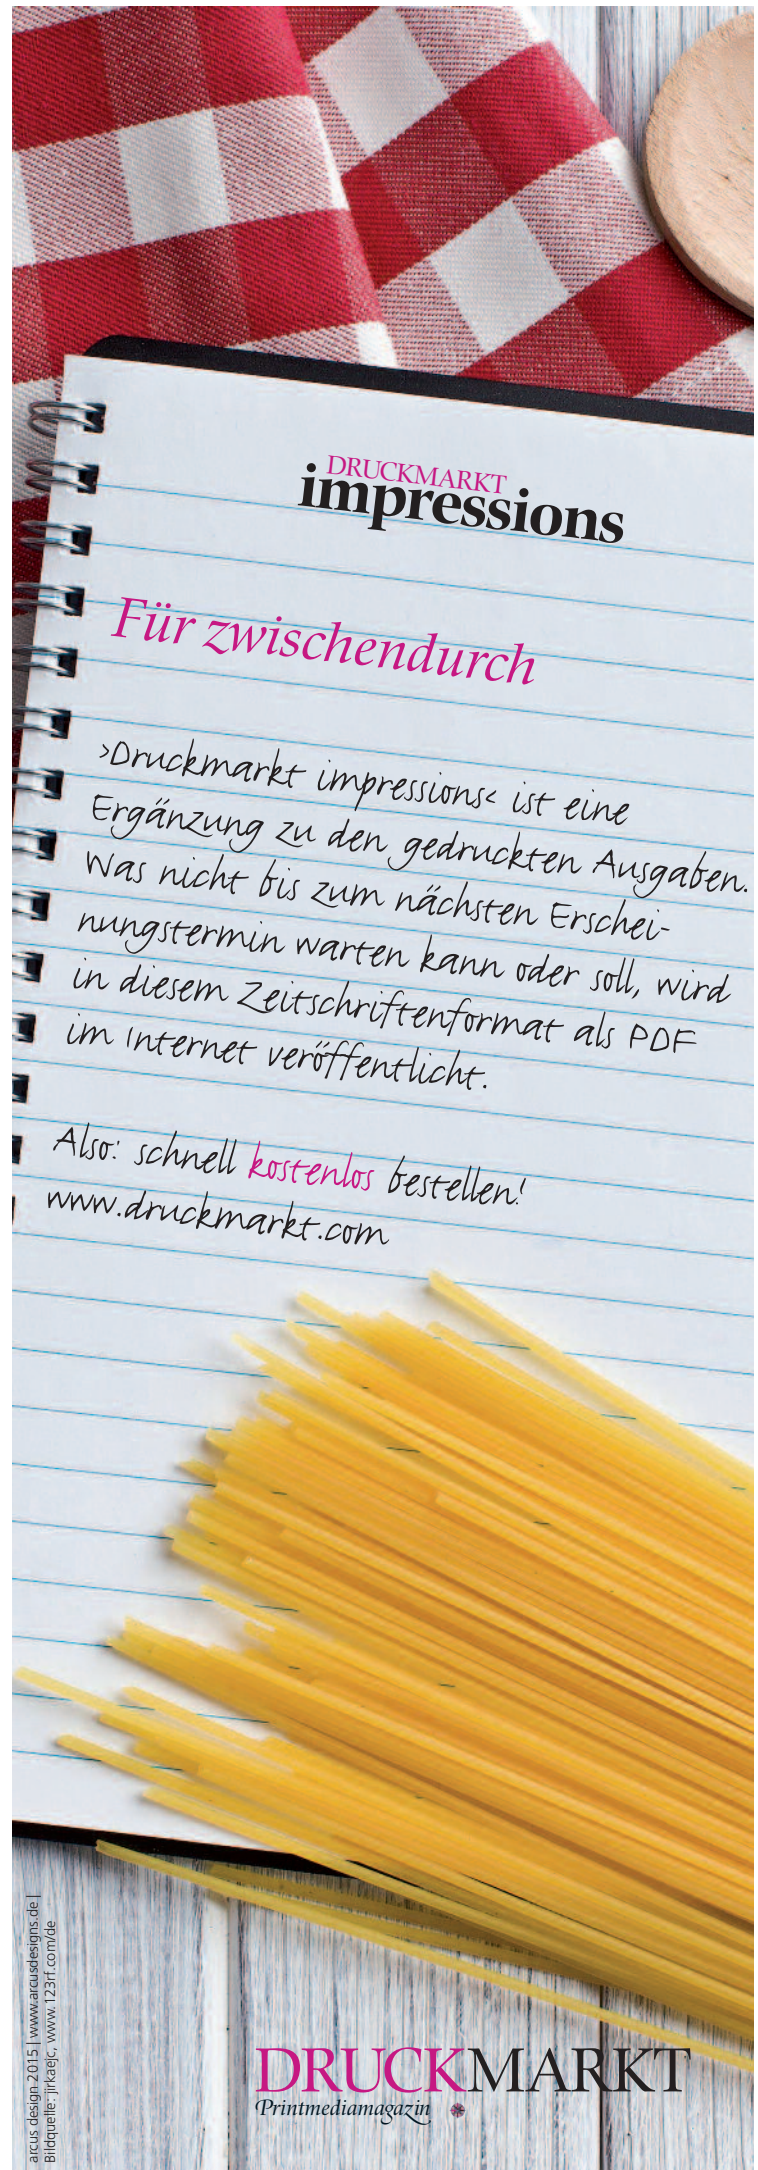 DRUCKMARKT
impressions
Für zwischendurch
›Druckmarkt impressions‹ ist eine
Ergänzung zu den gedruckten Ausgaben.
Was nicht bis zum nächsten Erschei-
nungstermin warten kann oder soll, wird
in diesem Zeitschriftenformat als PDF
im Internet veröffentlicht.
Also: schnell kostenlos bestellen!
www.druckmarkt.com
arcus design 2015 | www.arcusdesigns.de |
Bildquelle: jirkaejc, www.123rf.com/de
DRUCKMARKT
Printmediamagazin